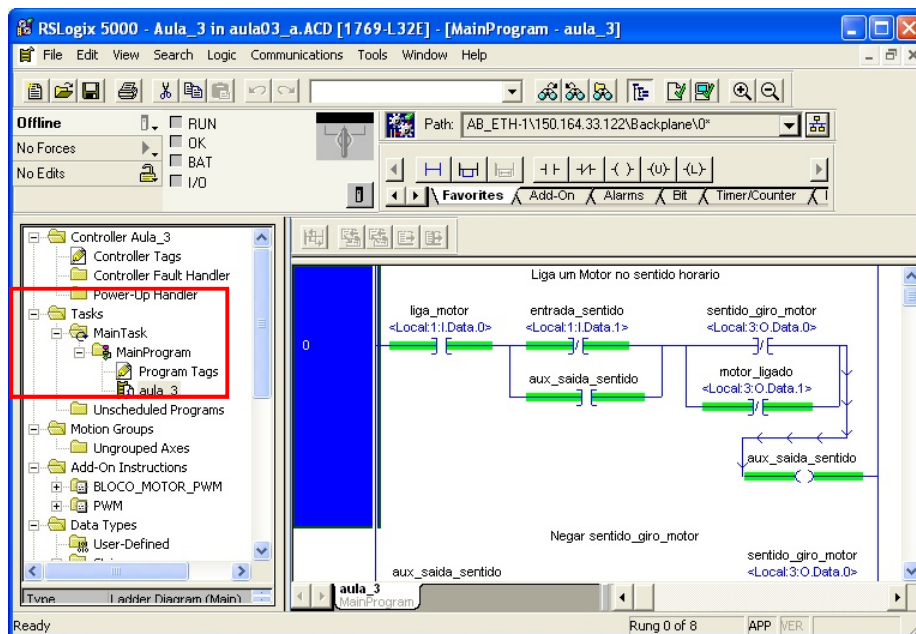 RSLogix 5000 - Aula_3 in aula03_a.ACD [1769-L32E] - [MainProgram - aula_3]
File Edit View Search Logic Communications Tools Window Help
Offline
RUN
No Forces
OK
BAT
No Edits
I/O
Path: AB_ETH-1\150.164.33.122\Backplane\0*
Favorites Add-On Alarms Bit Timer/Counter
Controller Aula_3
Controller Tags
Controller Fault Handler
Power-Up Handler
Tasks
MainTask
MainProgram
Program Tags
aula_3
Unscheduled Programs
Motion Groups
Ungrouped Axes
Add-On Instructions
BLOCO_MOTOR_PWM
PWM
Data Types
User-Defined
Type Ladder Diagram (Main)
Liga um Motor no sentido horario
liga_motor entrada_sentido sentido_giro_motor
<Local:1:I.Data.0> <Local:1:I.Data.1> <Local:3:O.Data.0>
0
aux_saida_sentido
motor_ligado
<Local:3:O.Data.1>
aux_saida_sentido
Negar sentido_giro_motor
sentido_giro_motor
aux_saida_sentido <Local:3:O.Data.0>
aula_3
MainProgram
Ready Rung 0 of 8 APP VER